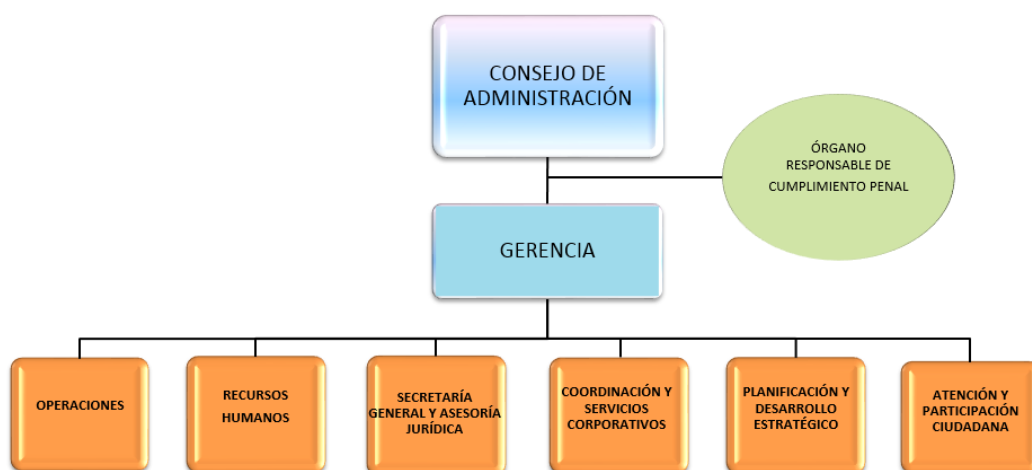 CONSEJO DE
ADMINISTRACIÓN
ÓRGANO
RESPONSABLE DE
CUMPLIMIENTO PENAL
GERENCIA
OPERACIONES
RECURSOS
HUMANOS
SECRETARÍA
GENERAL Y ASESORÍA
JURÍDICA
COORDINACIÓN Y
SERVICIOS
CORPORATIVOS
PLANIFICACIÓN Y
DESARROLLO
ESTRATÉGICO
ATENCIÓN Y
PARTICIPACIÓN
CIUDADANA